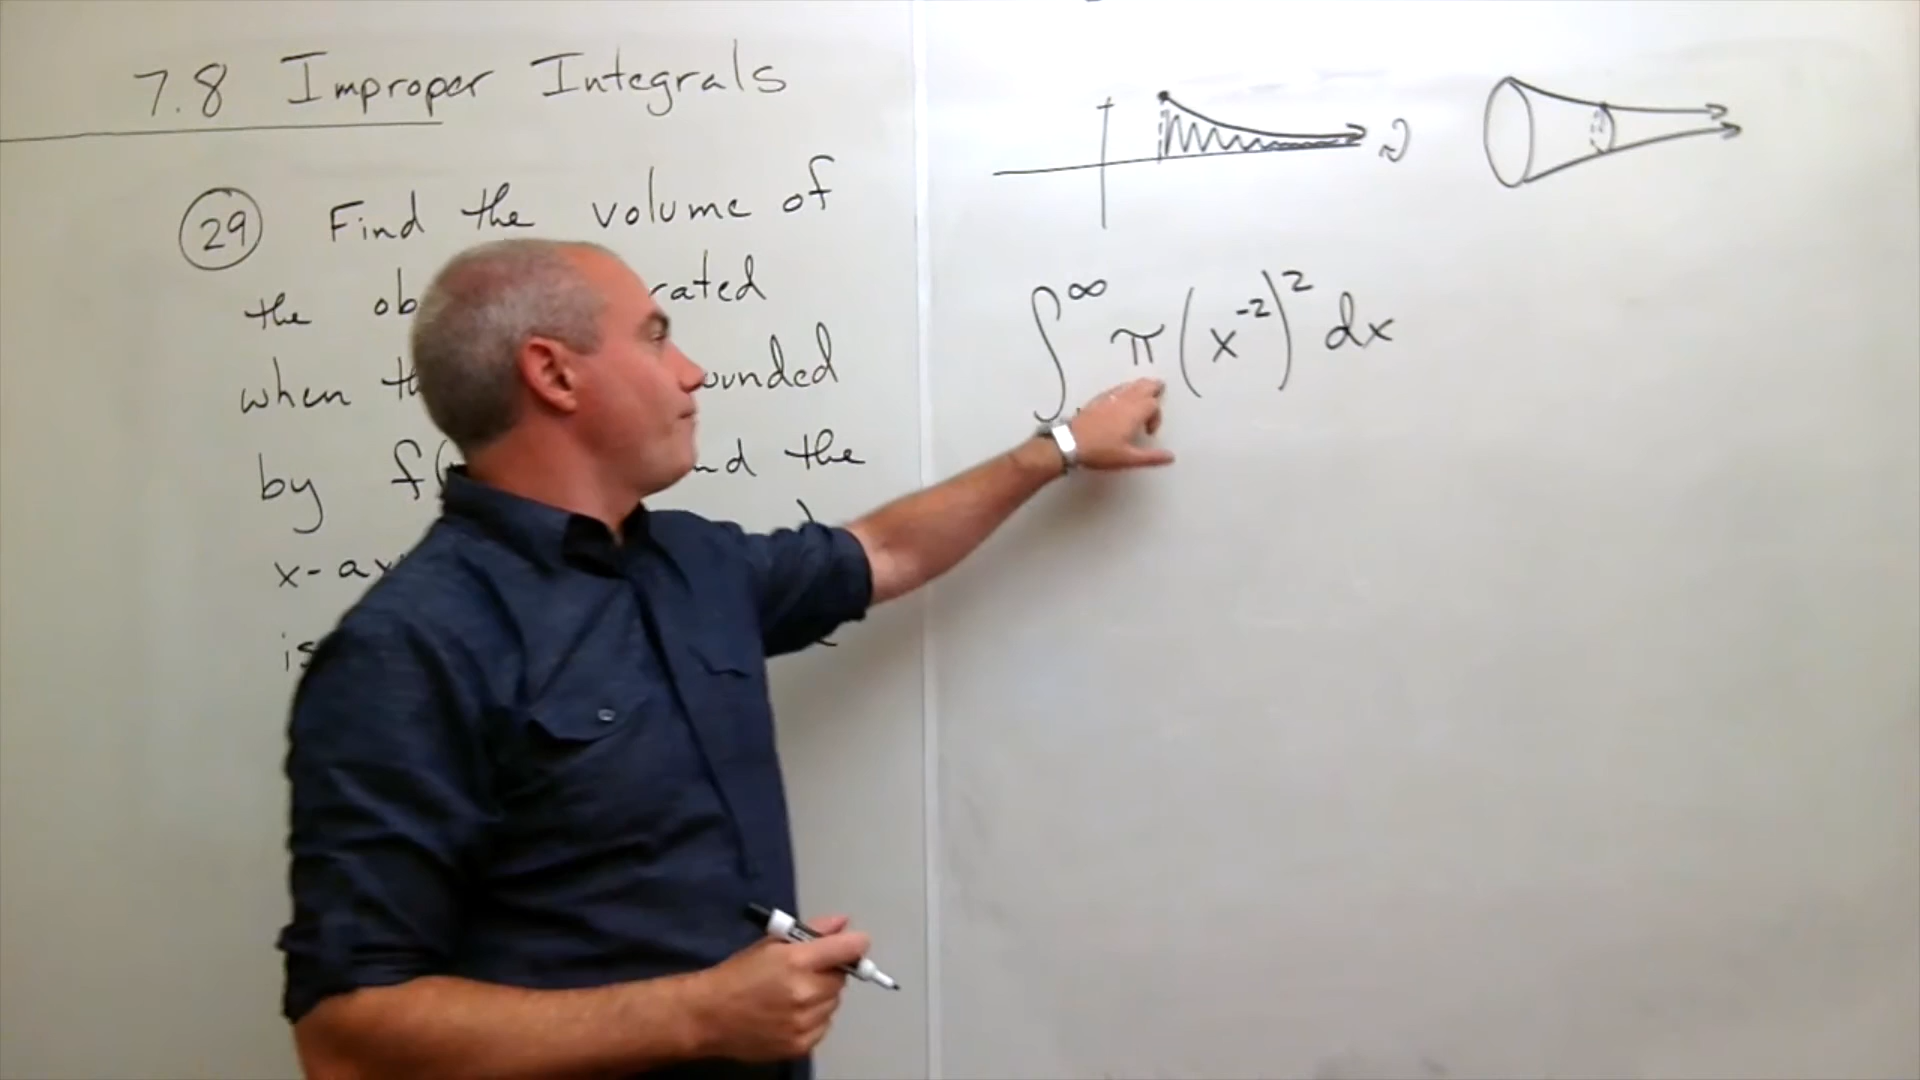 7.8 Improper Integrals
29 Find the volume of
the ob rated
when th ounded
by f( nd the
x-ax
is
∫^∞ π (x^-2)^2 dx